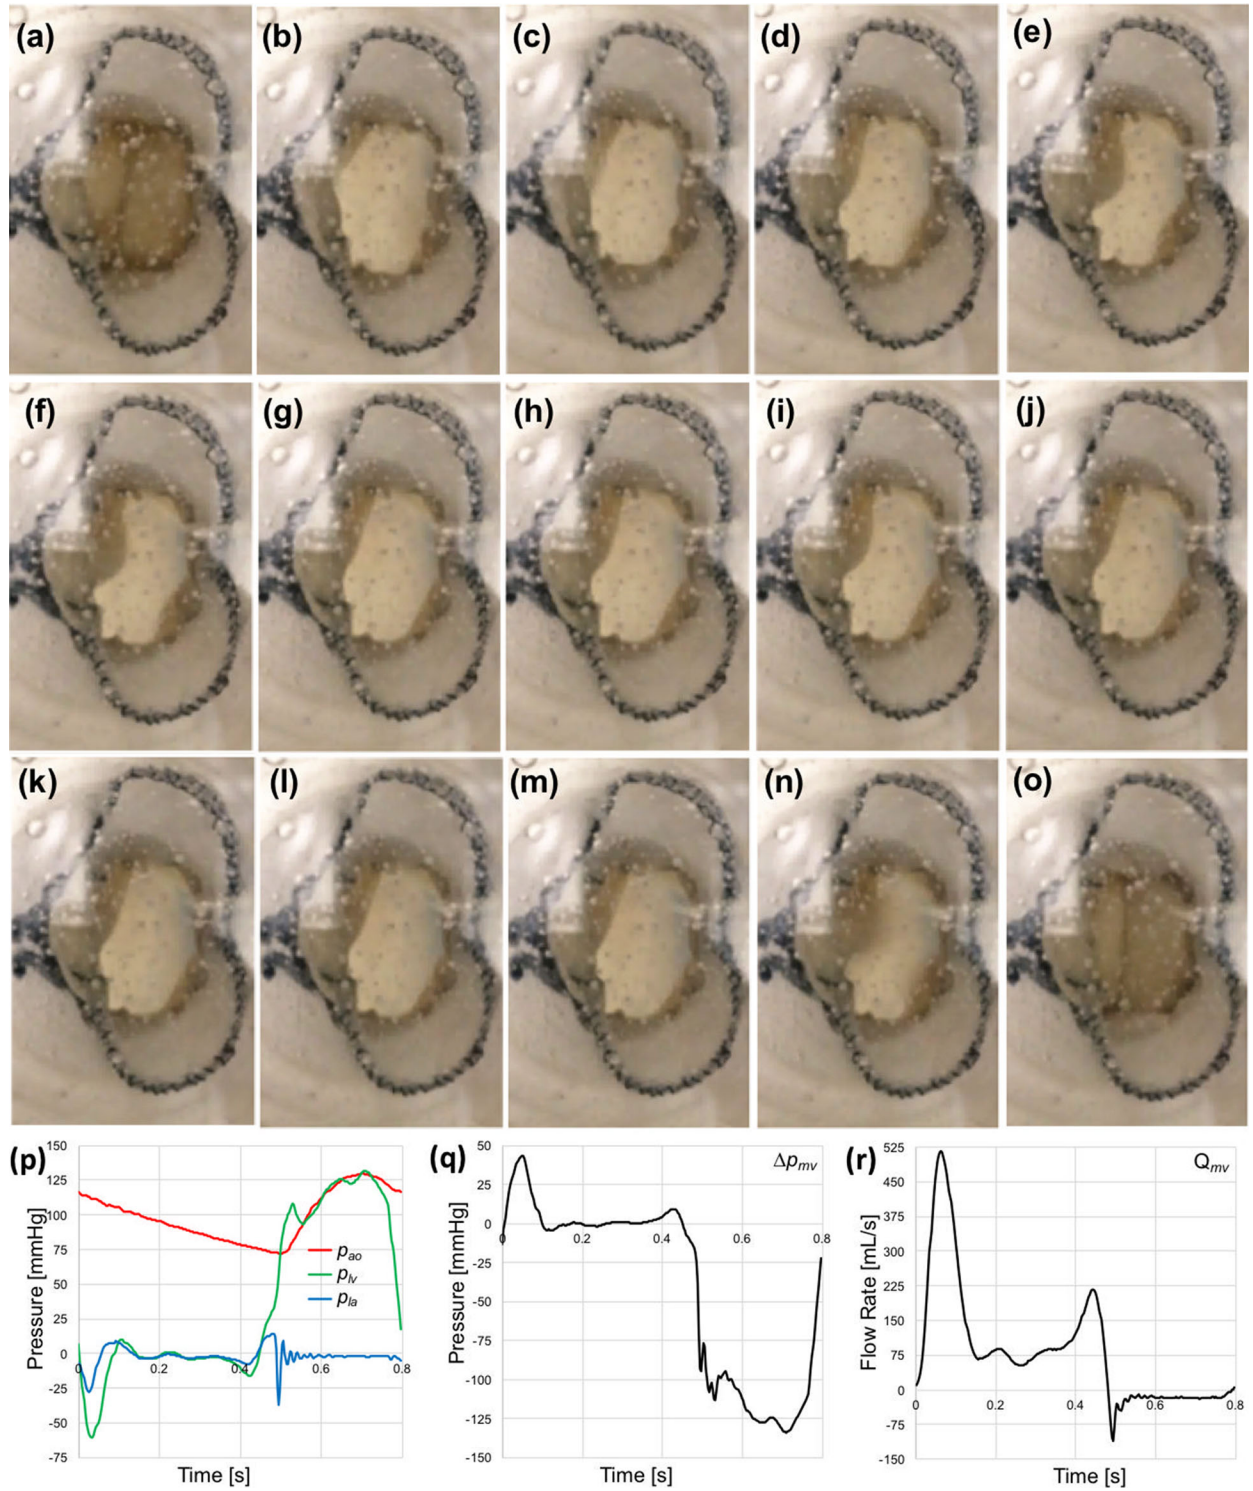 (a) (b) (c) (d) (e)
(f) (g) (h) (i) (j)
(k) (l) (m) (n) (o)
(p)
150
125
100
75
50
25
0
-25
-50
-75
0 0.2 0.4 0.6 0.8
Pressure [mmHg]
Time [s]
pao
plv
pla
(q)
Δpmv
50
25
0
-25
-50
-75
-100
-125
-150
0 0.2 0.4 0.6 0.8
Pressure [mmHg]
Time [s]
(r)
Qmv
525
450
375
300
225
150
75
0
-75
-150
0 0.2 0.4 0.6 0.8
Flow Rate [mL/s]
Time [s]